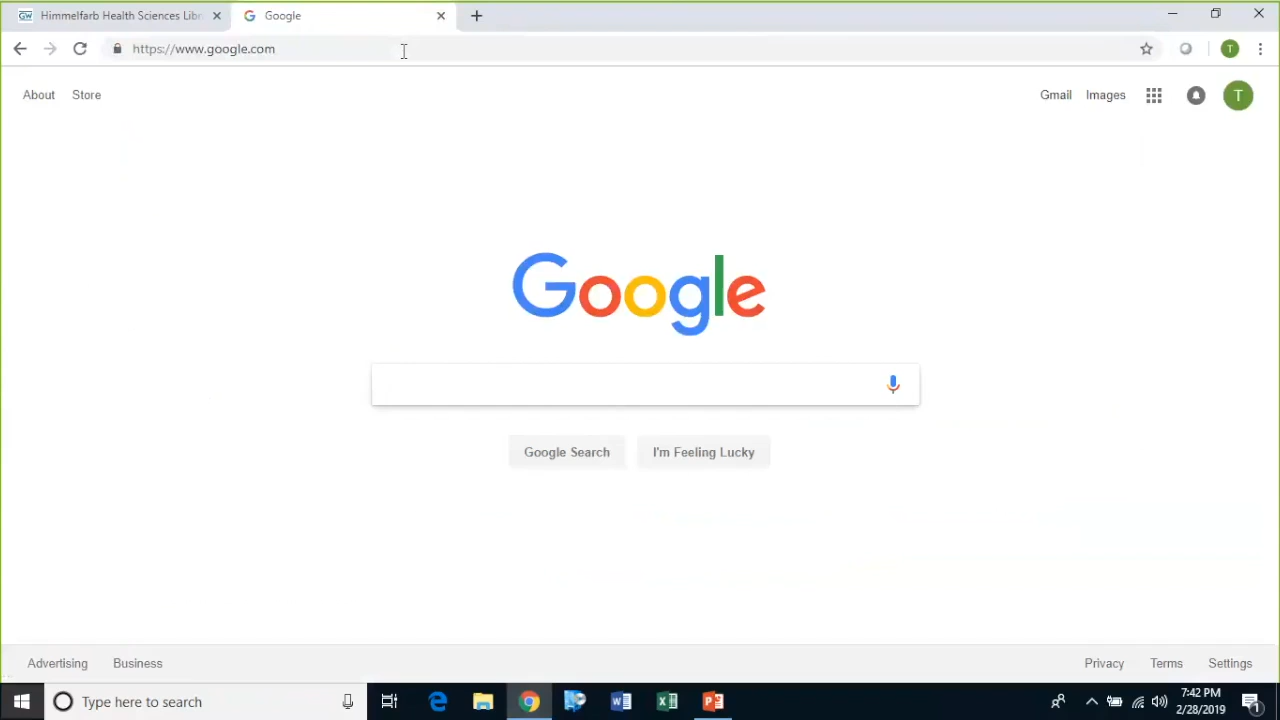 Himmelfarb Health Sciences Libr
Google
https://www.google.com
About Store
Gmail Images
T
T
Google
Google Search I'm Feeling Lucky
Advertising Business
Privacy Terms Settings
Type here to search
7:42 PM
2/28/2019
1